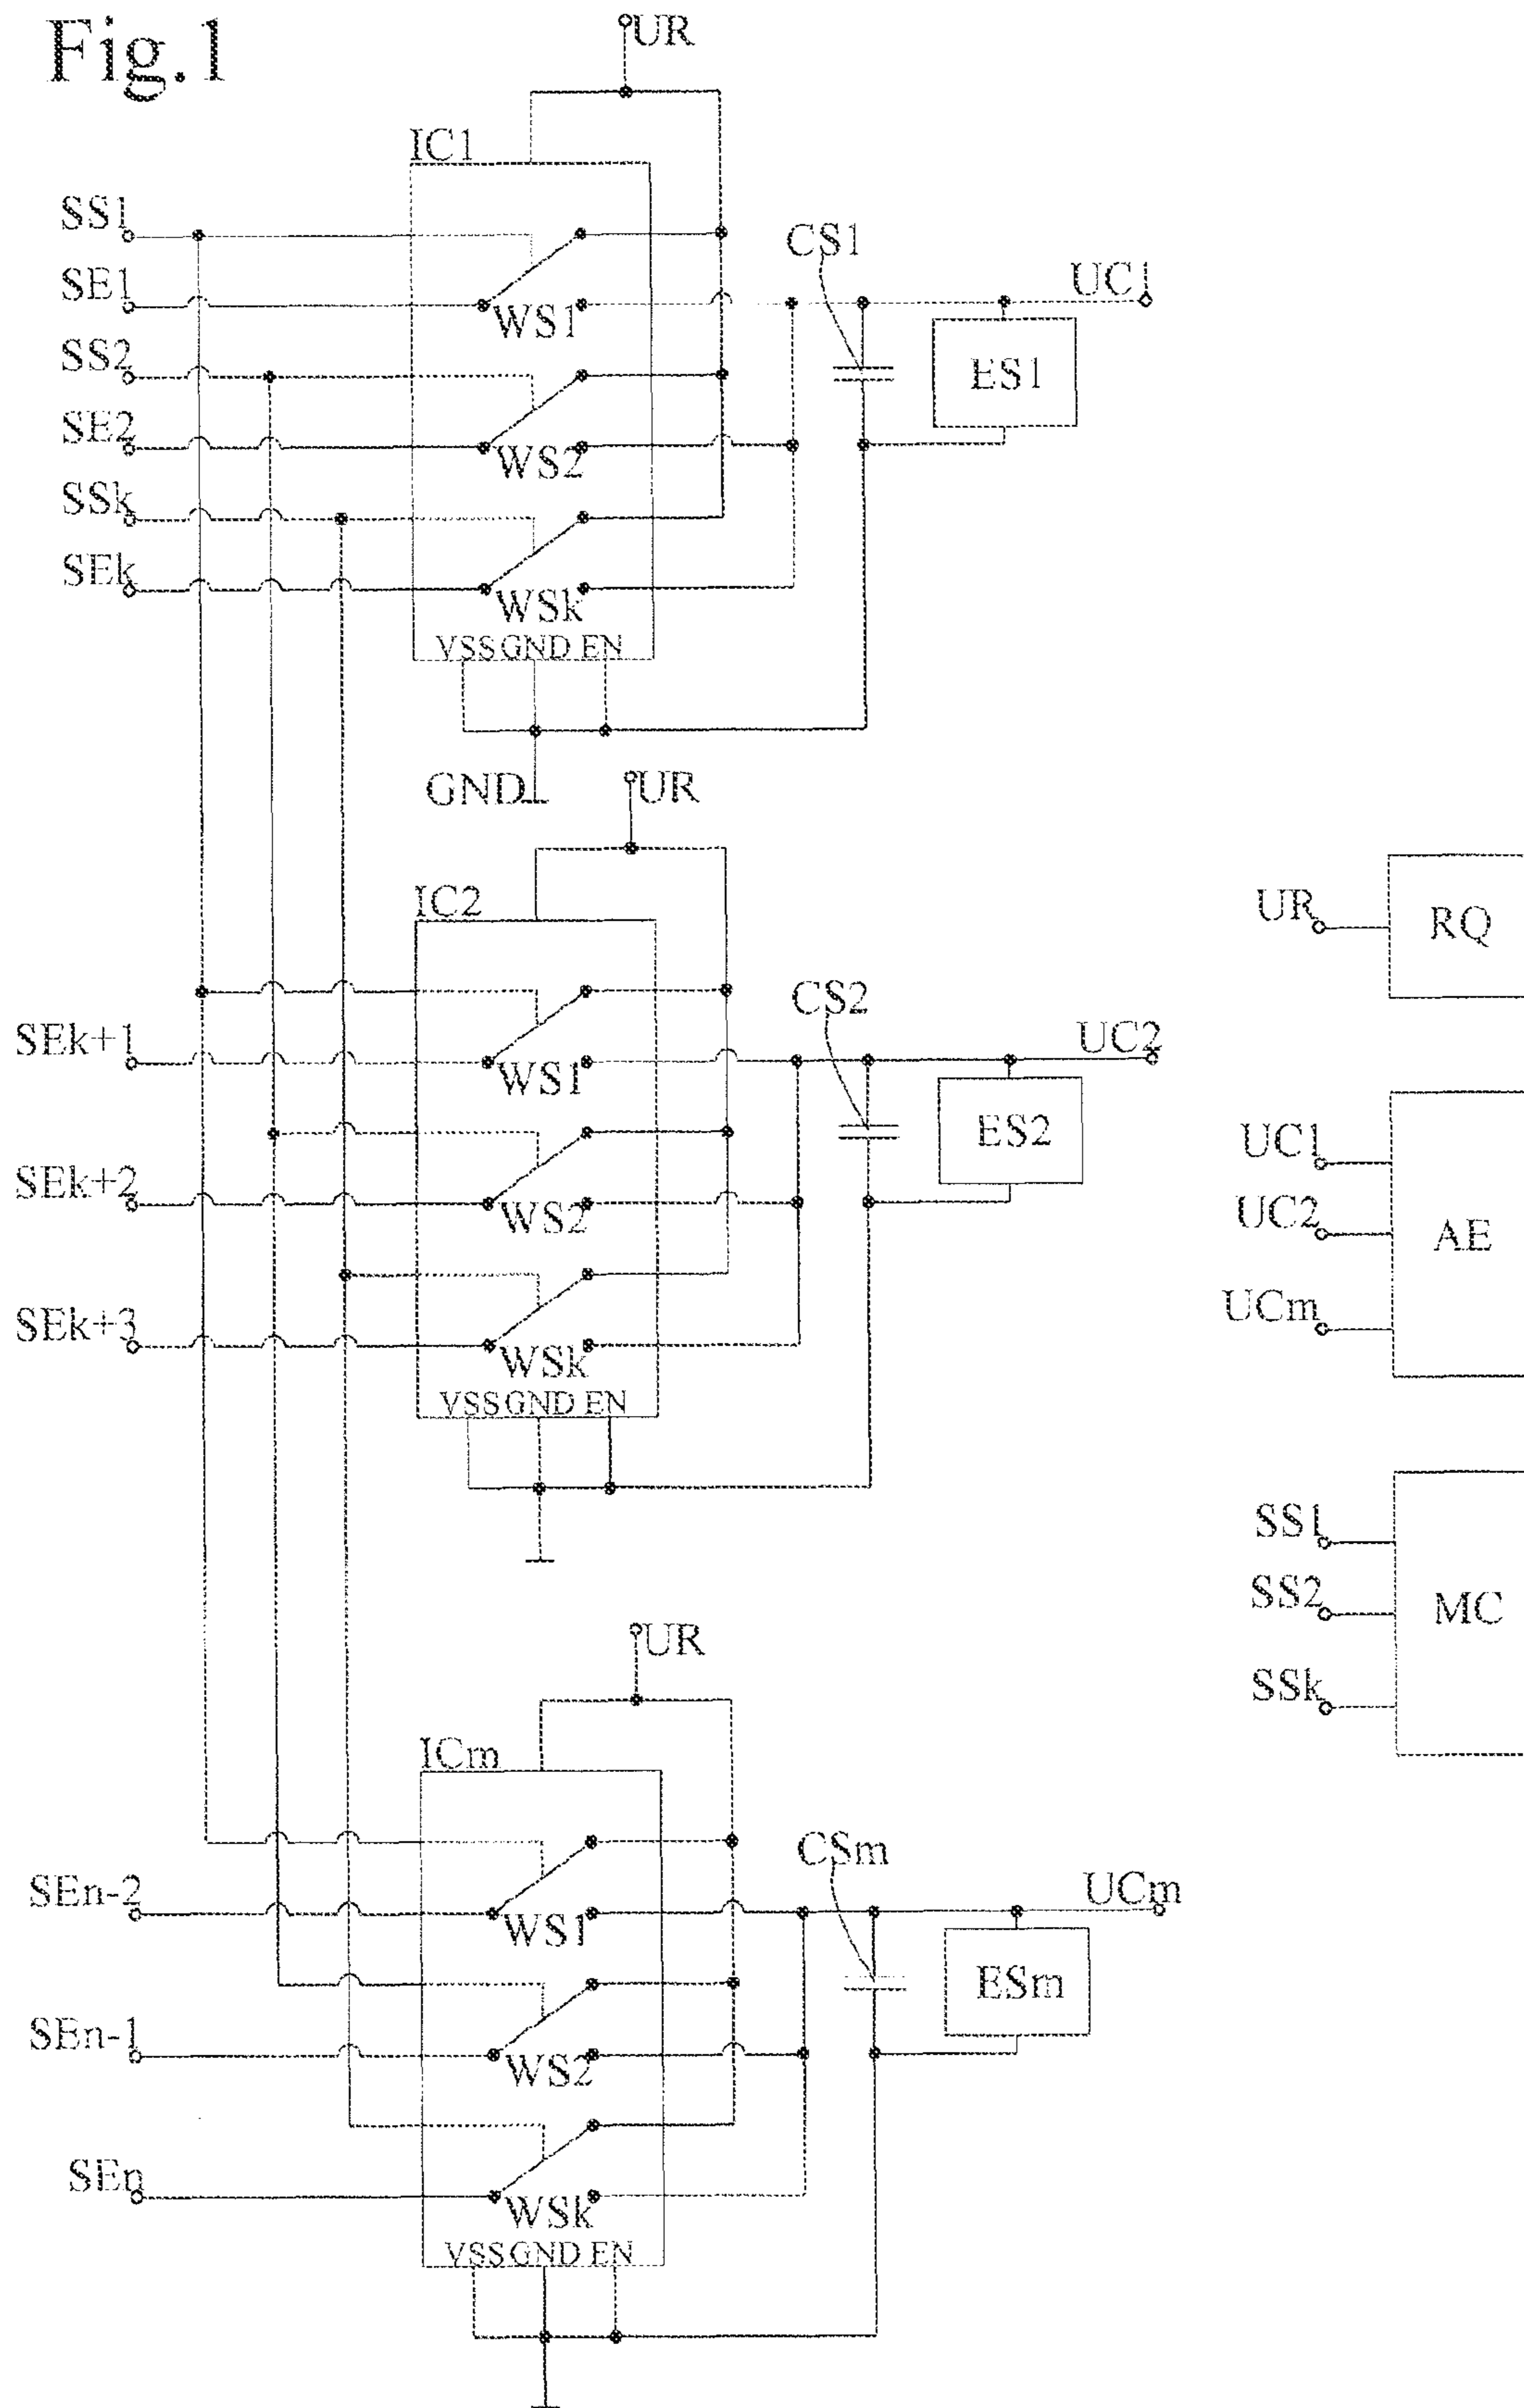 Fig.1
UR
IC1
SS1
SE1
WS1
CS1
UC1
SS2
ES1
SE2
WS2
SSk
SEk
WSk
VSS GND EN
GND
UR
IC2
UR
RQ
SEk+1
WS1
CS2
UC2
ES2
UC1
SEk+2
WS2
UC2
AE
SEk+3
WSk
UCm
VSS GND EN
SS1
SS2
MC
UR
SSk
ICm
SEn-2
WS1
CSm
UCm
ESm
SEn-1
WS2
SEn
WSk
VSS GND EN